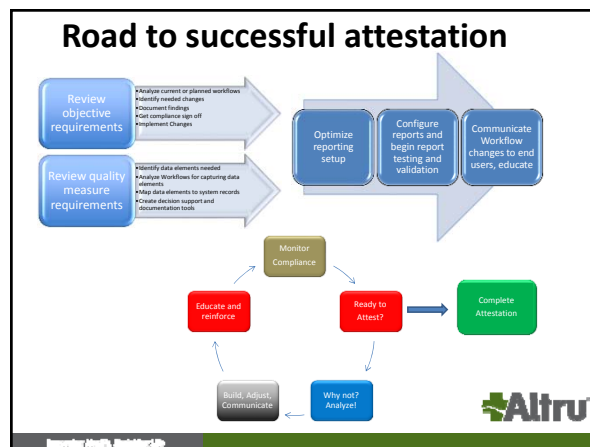 Road to successful attestation
Review
objective
requirements
•Analyze current or planned workflows
•Identify needed changes
•Document findings
•Get compliance sign off
•Implement Changes
Review quality
measure
requirements
•Identify data elements needed
•Analyze Workflows for capturing data
elements
•Map data elements to system records
•Create decision support and
documentation tools
Optimize
reporting
setup
Configure
reports and
begin report
testing and
validation
Communicate
Workflow
changes to end
users, educate
Monitor
Compliance
Educate and
reinforce
Ready to
Attest?
Complete
Attestation
Build, Adjust,
Communicate
Why not?
Analyze!
Altru